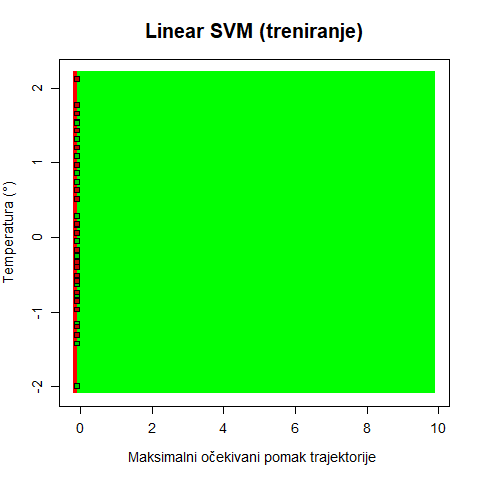 Linear SVM (treniranje)
Temperatura (°)
2
1
0
-1
-2
0 2 4 6 8 10
Maksimalni očekivani pomak trajektorije